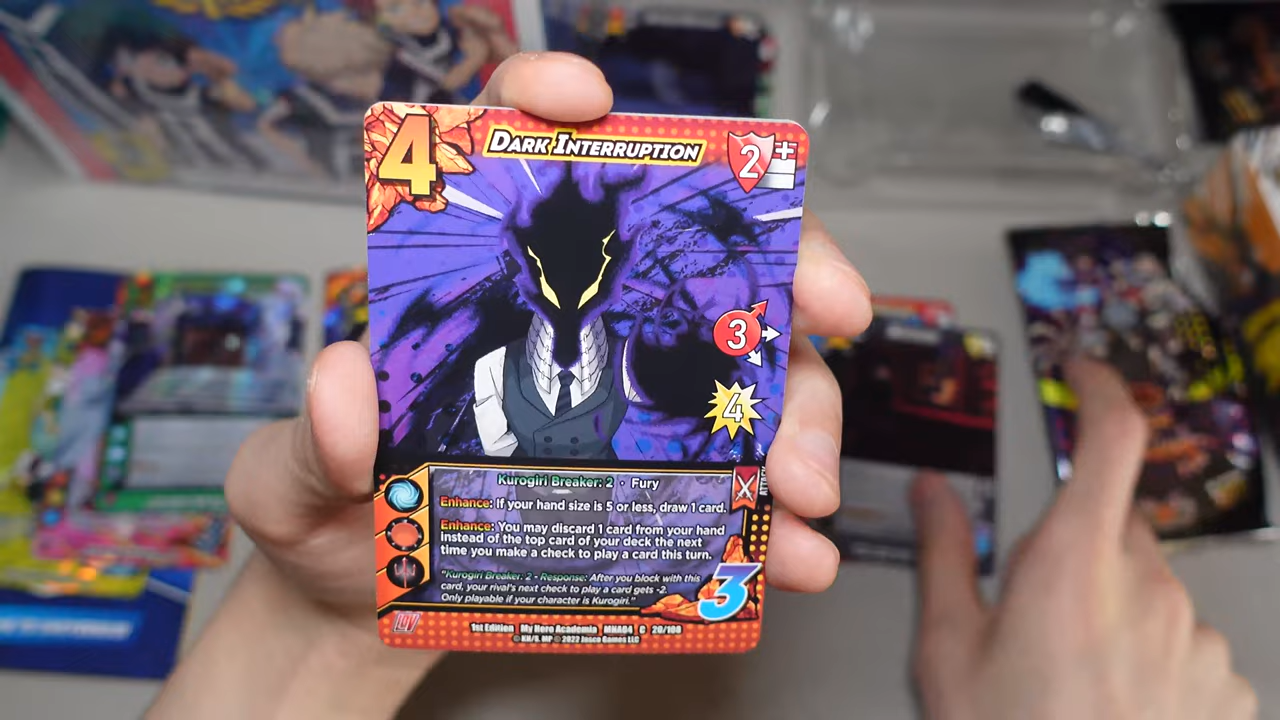 4
DARK INTERRUPTION
2
+
3
4
ATTACK
Kurogiri Breaker: 2 · Fury
Enhance: If your hand size is 5 or less, draw 1 card.
Enhance: You may discard 1 card from your hand
instead of the top card of your deck the next
time you make a check to play a card this turn.
"Kurogiri Breaker: 2 - Response: After you block with this
card, your rival's next check to play a card gets -2.
Only playable if your character is Kurogiri."
3
1st Edition My Hero Academia MHA04 C 20/100
© KH/S, MP © 2022 Jasco Games LLC